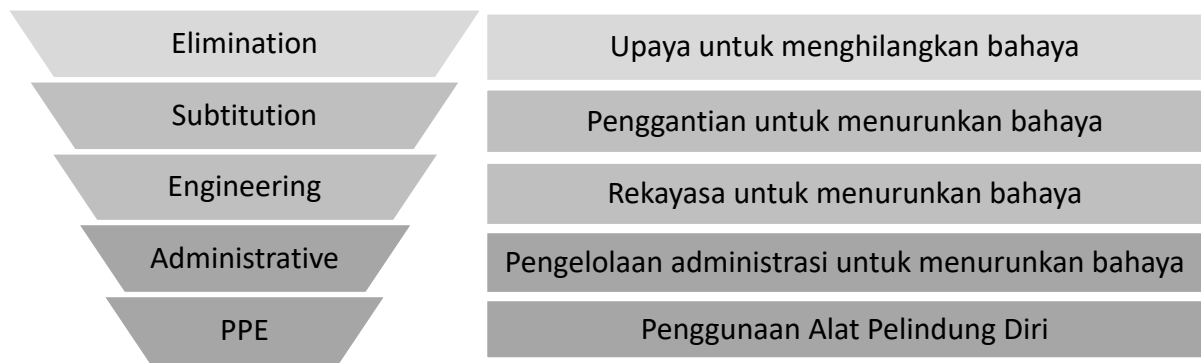 Elimination
Upaya untuk menghilangkan bahaya
Subtitution
Penggantian untuk menurunkan bahaya
Engineering
Rekayasa untuk menurunkan bahaya
Administrative
Pengelolaan administrasi untuk menurunkan bahaya
PPE
Penggunaan Alat Pelindung Diri